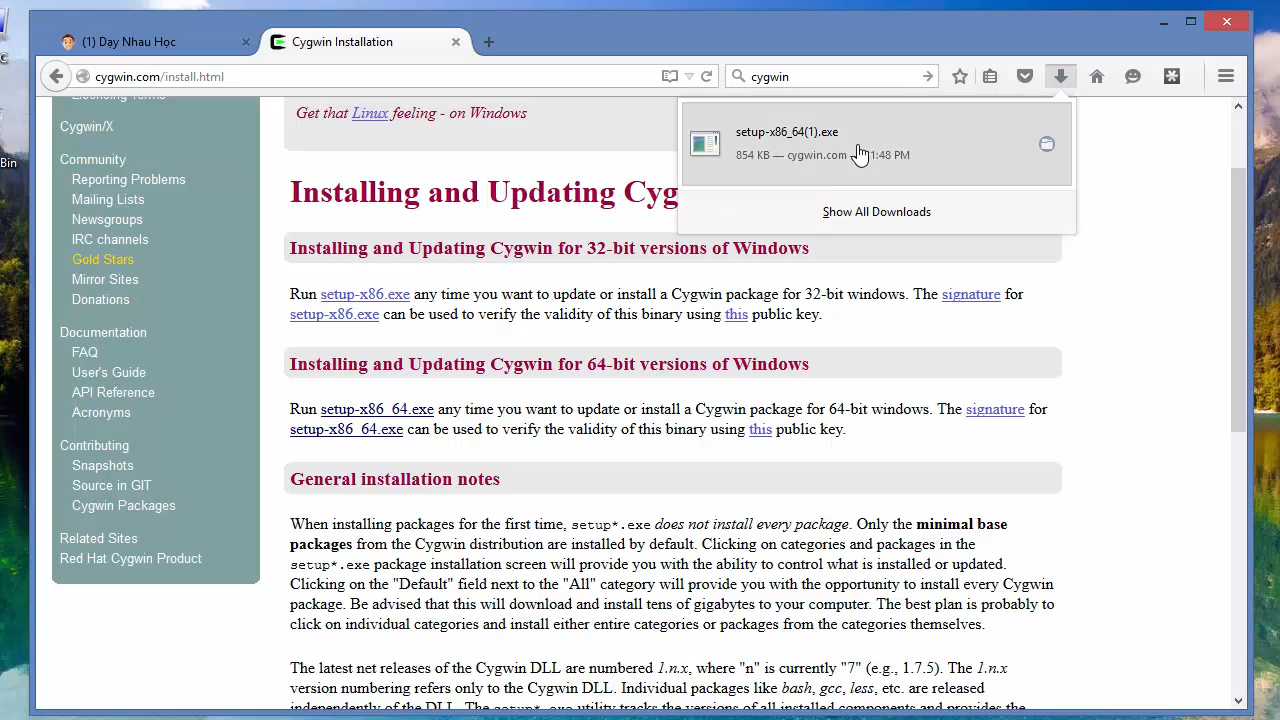 C
Bin
(1) Dạy Nhau Học
Cygwin Installation
cygwin.com/install.html
cygwin
setup-x86_64(1).exe
854 KB — cygwin.com — 1:48 PM
Show All Downloads
Licensing Terms
Cygwin/X
Community
Reporting Problems
Mailing Lists
Newsgroups
IRC channels
Gold Stars
Mirror Sites
Donations
Documentation
FAQ
User's Guide
API Reference
Acronyms
Contributing
Snapshots
Source in GIT
Cygwin Packages
Related Sites
Red Hat Cygwin Product
Get that Linux feeling - on Windows
Installing and Updating Cyg
Installing and Updating Cygwin for 32-bit versions of Windows
Run setup-x86.exe any time you want to update or install a Cygwin package for 32-bit windows. The signature for
setup-x86.exe can be used to verify the validity of this binary using this public key.
Installing and Updating Cygwin for 64-bit versions of Windows
Run setup-x86_64.exe any time you want to update or install a Cygwin package for 64-bit windows. The signature for
setup-x86_64.exe can be used to verify the validity of this binary using this public key.
General installation notes
When installing packages for the first time, setup*.exe does not install every package. Only the minimal base
packages from the Cygwin distribution are installed by default. Clicking on categories and packages in the
setup*.exe package installation screen will provide you with the ability to control what is installed or updated.
Clicking on the "Default" field next to the "All" category will provide you with the opportunity to install every Cygwin
package. Be advised that this will download and install tens of gigabytes to your computer. The best plan is probably to
click on individual categories and install either entire categories or packages from the categories themselves.
The latest net releases of the Cygwin DLL are numbered 1.n.x, where "n" is currently "7" (e.g., 1.7.5). The 1.n.x
version numbering refers only to the Cygwin DLL. Individual packages like bash, gcc, less, etc. are released
independently of the DLL. The setup*.exe utility tracks the versions of all installed components and provides the